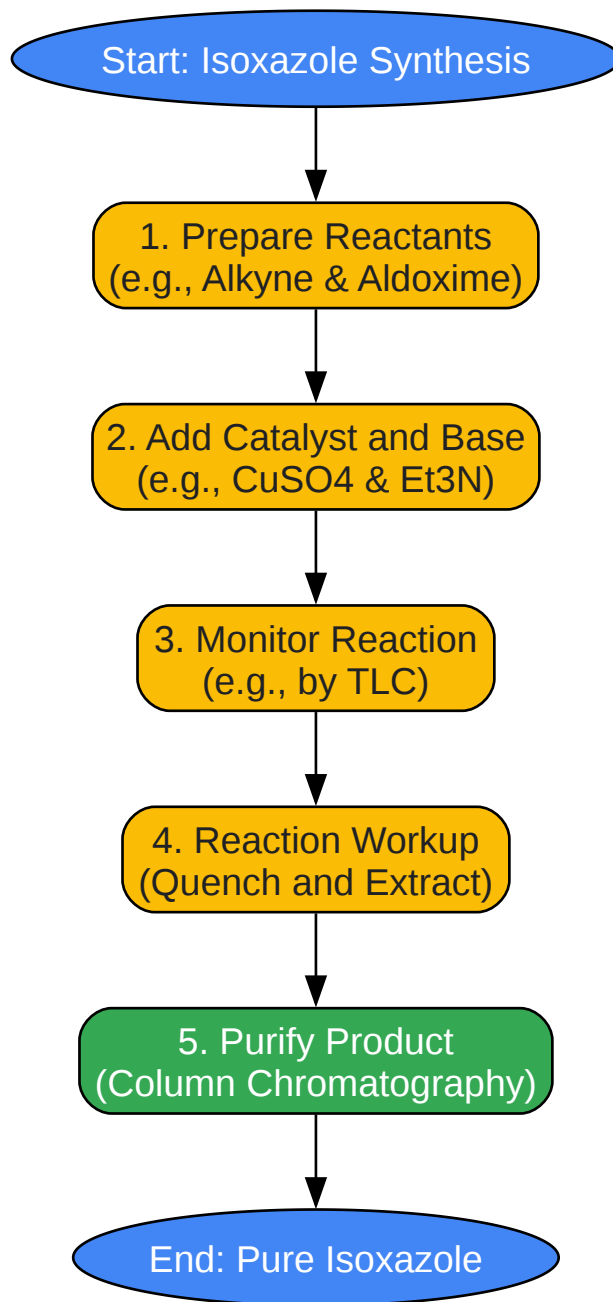 Start: Isoxazole Synthesis
1. Prepare Reactants
(e.g., Alkyne & Aldoxime)
2. Add Catalyst and Base
(e.g., CuSO4 & Et3N)
3. Monitor Reaction
(e.g., by TLC)
4. Reaction Workup
(Quench and Extract)
5. Purify Product
(Column Chromatography)
End: Pure Isoxazole